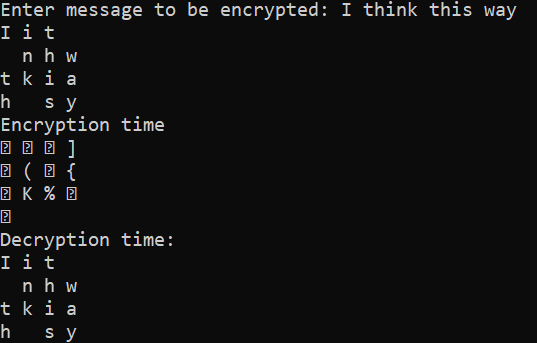 Enter message to be encrypted: I think this way
I i t
  n h w
t k i a
h   s y
Encryption time
⍰ ⍰ ⍰ ]
⍰ ( ⍰ {
⍰ K % ⍰
⍰
Decryption time:
I i t
  n h w
t k i a
h   s y